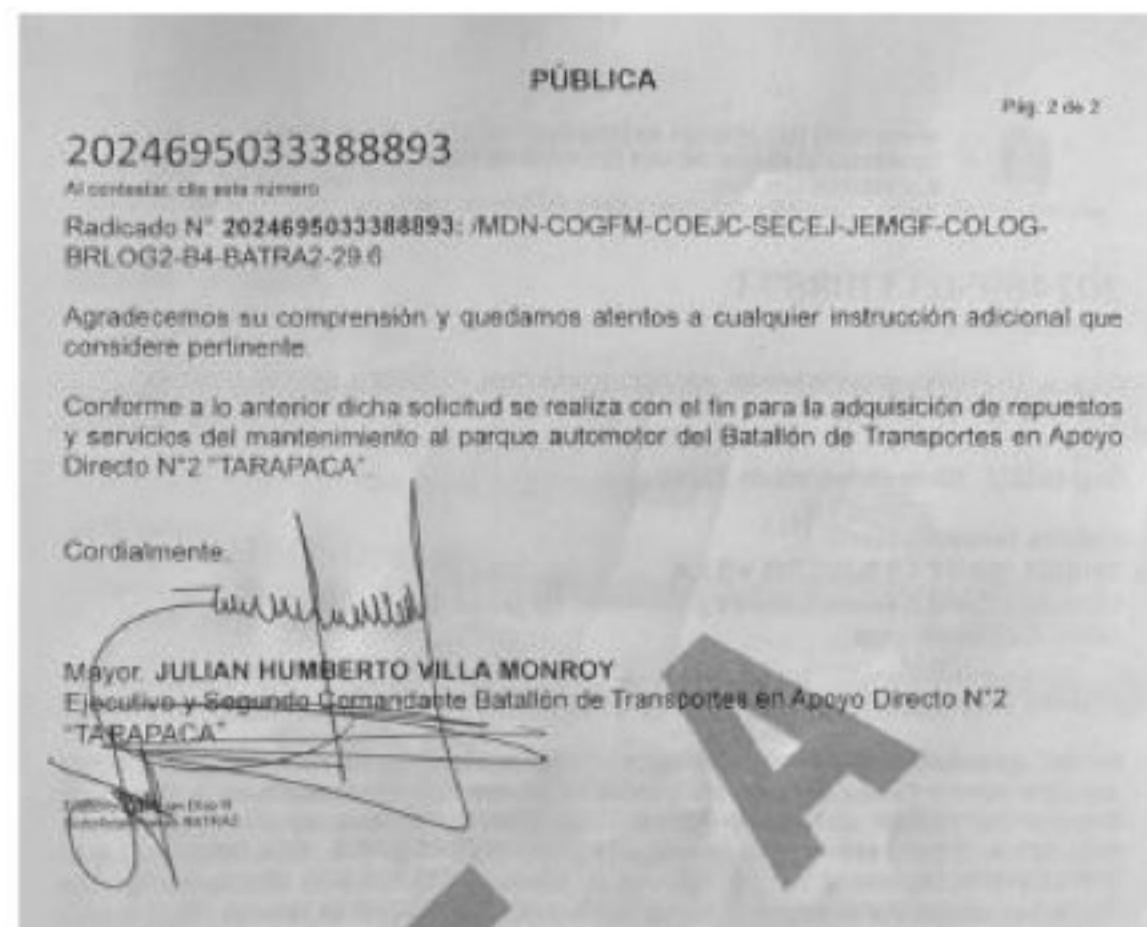 PÚBLICA
Pág. 2 de 2
2024695033388893
Al contestar, cite este número
Radicado N° 2024695033388893: /MDN-COGFM-COEJC-SECEJ-JEMGF-COLOG-
BRLOG2-B4-BATRA2-29.6
Agradecemos su comprensión y quedamos atentos a cualquier instrucción adicional que
considere pertinente.
Conforme a lo anterior dicha solicitud se realiza con el fin para la adquisición de repuestos
y servicios del mantenimiento al parque automotor del Batallón de Transportes en Apoyo
Directo N°2 "TARAPACA".
Cordialmente,
Mayor. JULIAN HUMBERTO VILLA MONROY
Ejecutivo y Segundo Comandante Batallón de Transportes en Apoyo Directo N°2
"TARAPACA"
BATRA2
A